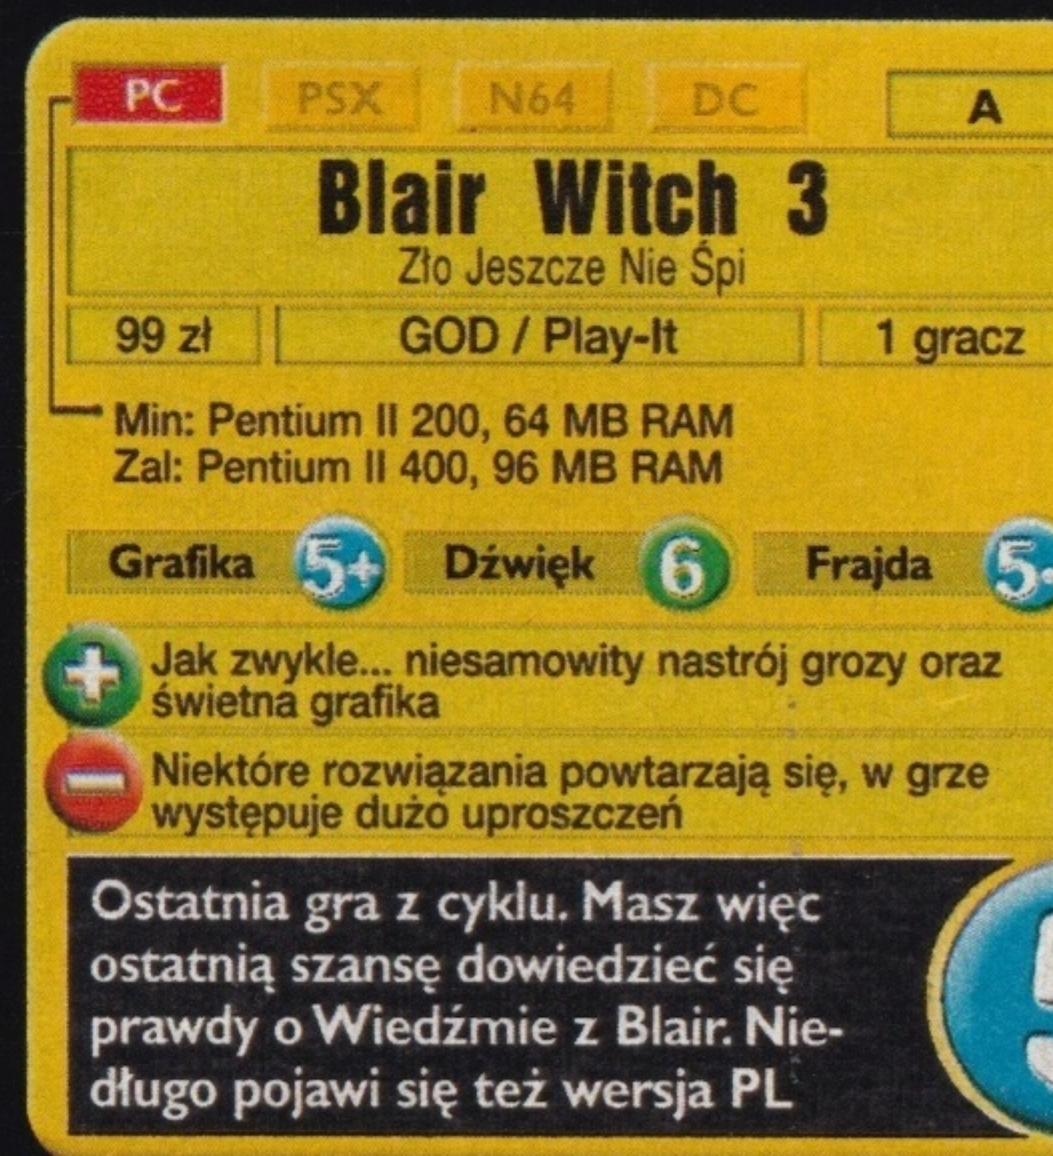 PC PSX N64 DC A
Blair Witch 3
Zło Jeszcze Nie Śpi
99 zł GOD / Play-It 1 gracz
Min: Pentium II 200, 64 MB RAM
Zal: Pentium II 400, 96 MB RAM
Grafika 5+ Dźwięk 6 Frajda 5-
Jak zwykle... niesamowity nastrój grozy oraz
świetna grafika
Niektóre rozwiązania powtarzają się, w grze
występuje dużo uproszczeń
Ostatnia gra z cyklu. Masz więc
ostatnią szansę dowiedzieć się
prawdy o Wiedźmie z Blair. Nie-
długo pojawi się też wersja PL